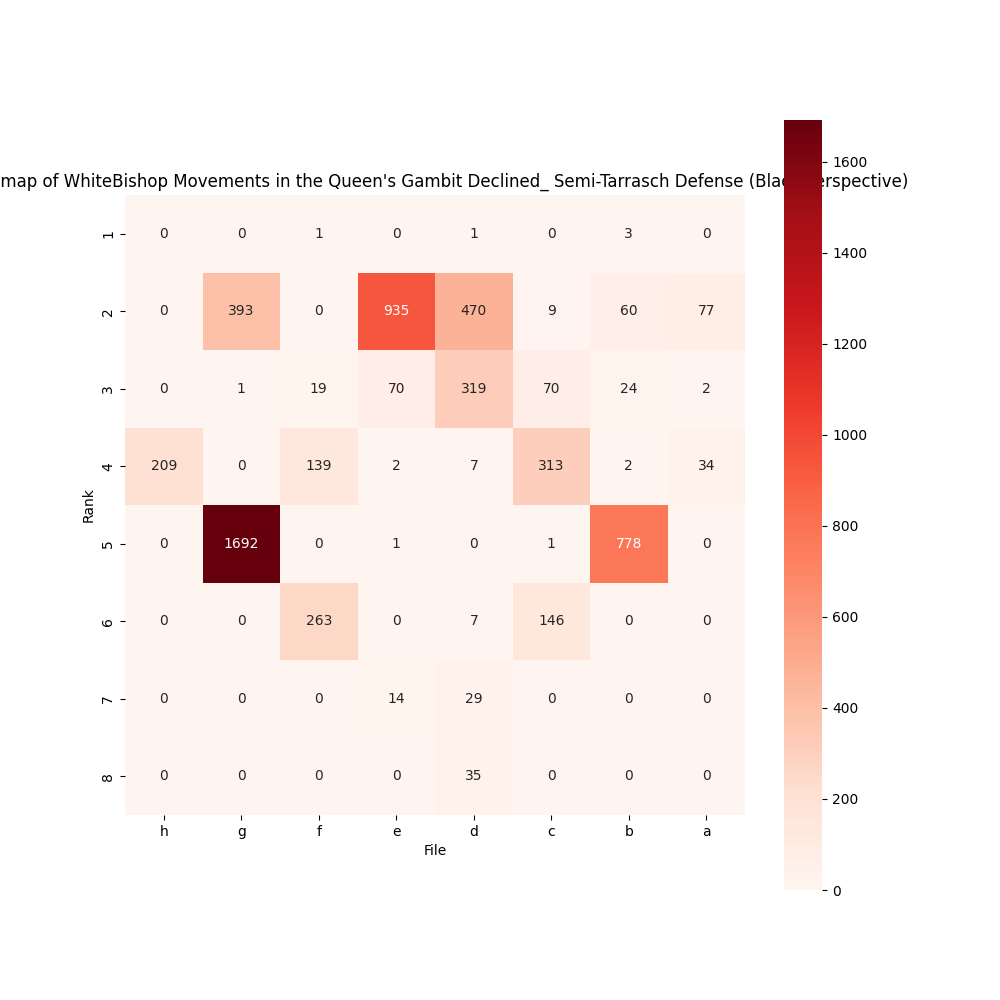 map of WhiteBishop Movements in the Queen's Gambit Declined_ Semi-Tarrasch Defense (Black Perspective)
1 0 0 1 0 1 0 3 0
2 0 393 0 935 470 9 60 77
3 0 1 19 70 319 70 24 2
4 209 0 139 2 7 313 2 34
5 0 1692 0 1 0 1 778 0
6 0 0 263 0 7 146 0 0
7 0 0 0 14 29 0 0 0
8 0 0 0 0 35 0 0 0
h g f e d c b a
File
Rank
1600
1400
1200
1000
800
600
400
200
0